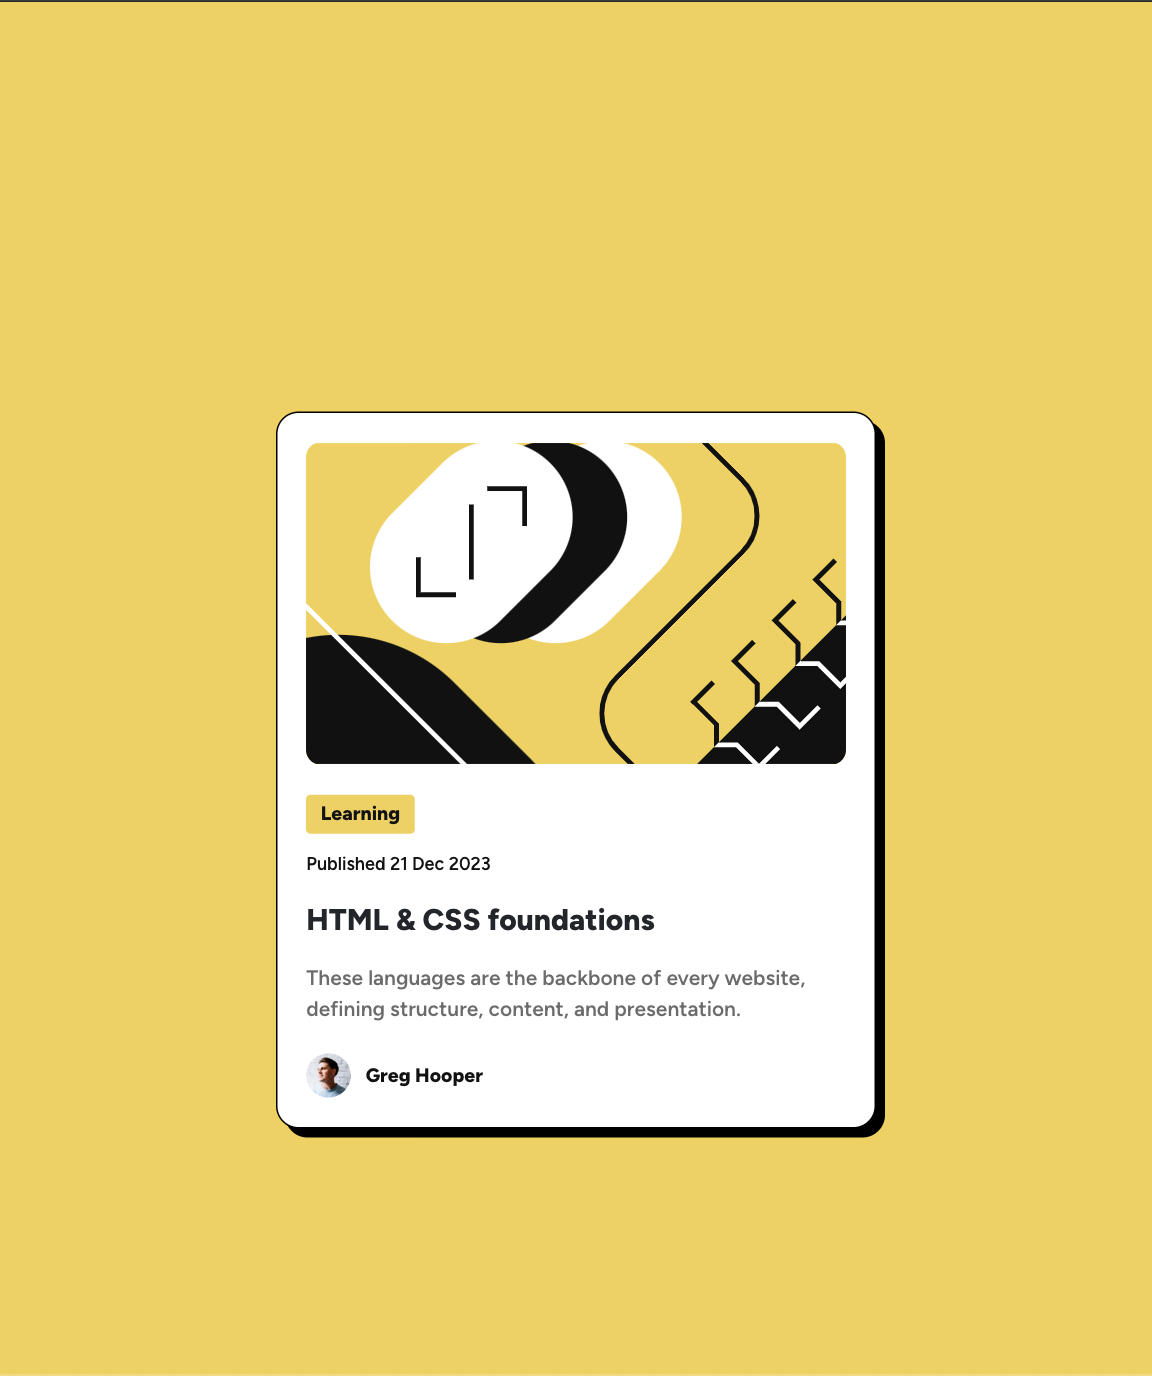 Learning
Published 21 Dec 2023
HTML & CSS foundations
These languages are the backbone of every website,
defining structure, content, and presentation.
Greg Hooper